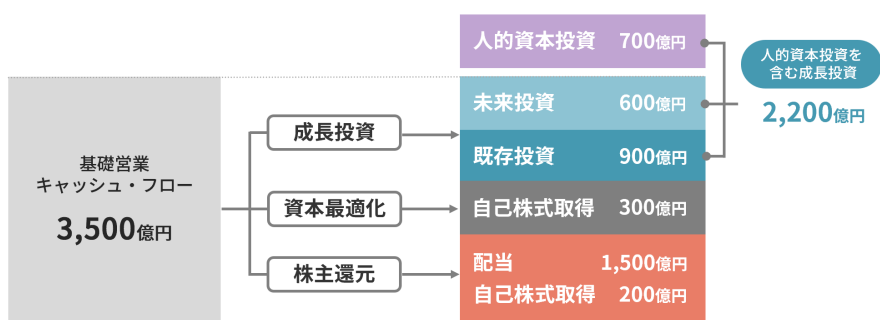 基礎営業
キャッシュ・フロー
3,500億円
成長投資
資本最適化
株主還元
人的資本投資 700億円
未来投資 600億円
既存投資 900億円
自己株式取得 300億円
配当 1,500億円
自己株式取得 200億円
人的資本投資を
含む成長投資
2,200億円